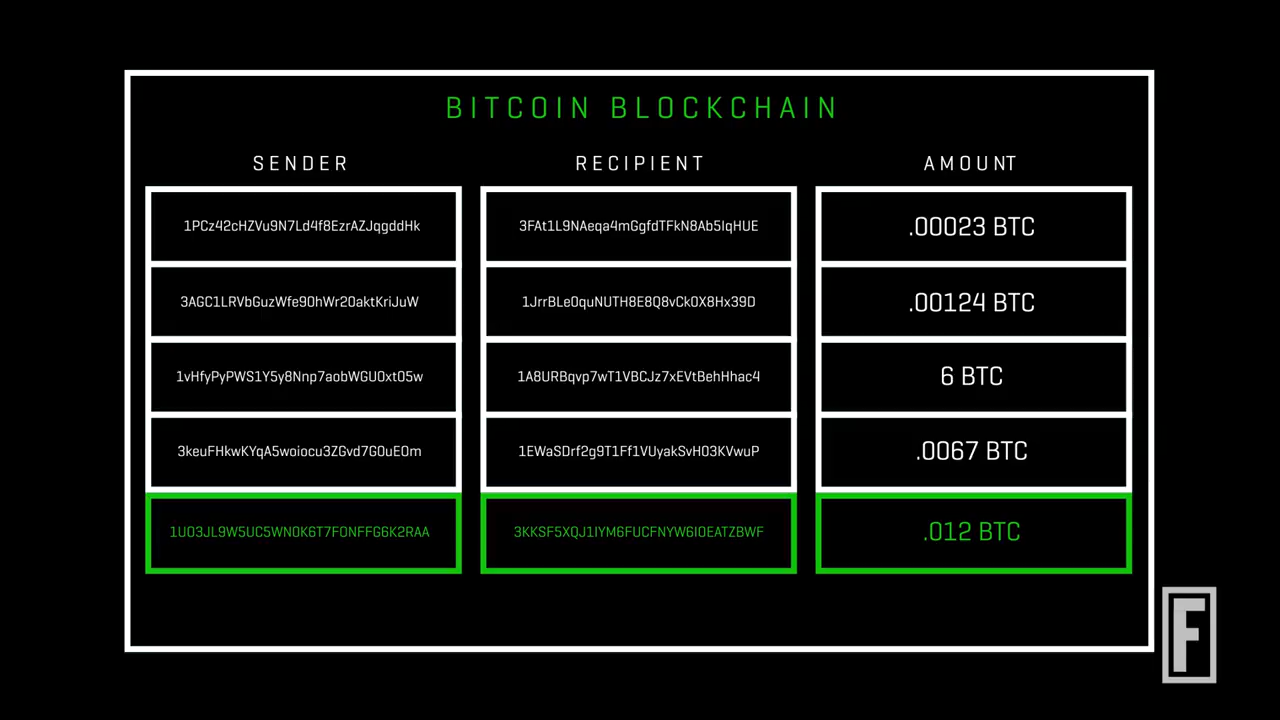 BITCOIN BLOCKCHAIN
SENDER RECIPIENT AMOUNT
1PCz42cHZVu9N7Ld4f8EzrAZJqgddHk 3FAt1L9NAeqa4mGgfdTFkN8Ab5IqHUE .00023 BTC
3AGC1LRVbGuzWfe90hWr20aktKriJuW 1JrrBLe0quNUTH8E8Q8vCk0X8Hx39D .00124 BTC
1vHfyPyPWS1Y5y8Nnp7aobWGU0xt05w 1A8URBqvp7wT1VBCJz7xEVtBehHhac4 6 BTC
3keuFHkwKYqA5woiocu3ZGvd7G0uE0m 1EWaSDrf2g9T1Ff1VUyakSvH03KVwuP .0067 BTC
1U03JL9W5UC5WN0K6T7F0NFFG6K2RAA 3KKSF5XQJ1IYM6FUCFNYW6I0EATZBWF .012 BTC
F